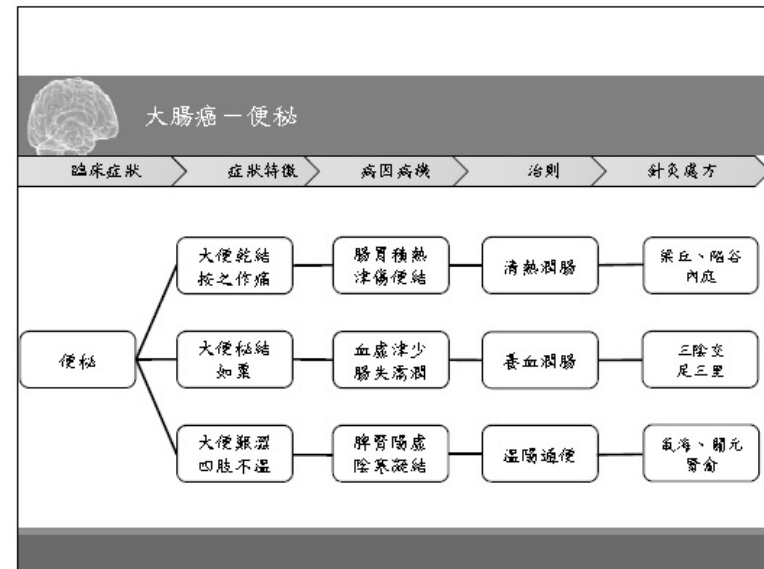 大腸癌－便秘
臨床症狀 症狀特徵 病因病機 治則 針灸處方
大便乾結
按之作痛
腸胃積熱
津傷便結
清熱潤腸
梁丘、陷谷
內庭
便秘
大便秘結
如粟
血虛津少
腸失濡潤
養血潤腸
三陰交
足三里
大便艱澀
四肢不溫
脾腎陽虛
陰寒凝結
溫陽通便
氣海、關元
腎俞